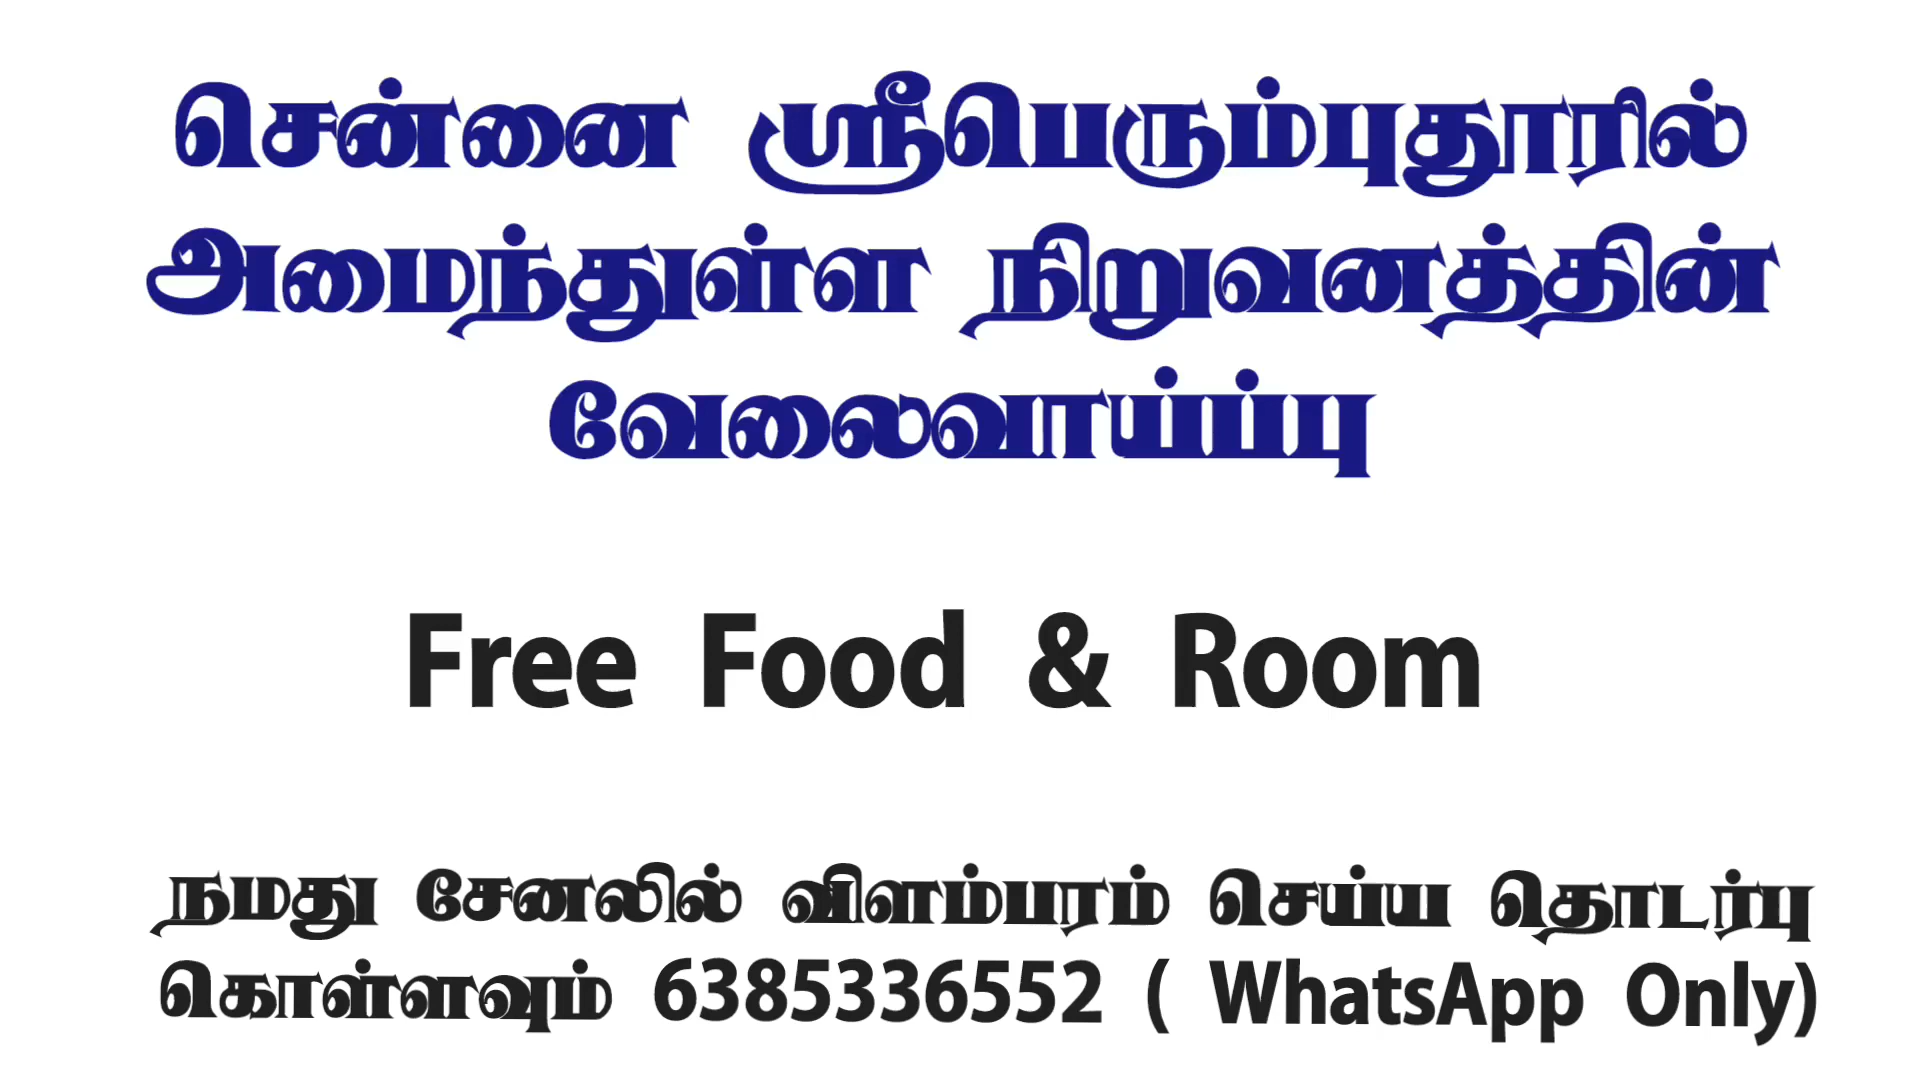 சென்னை ஸ்ரீபெரும்புதூரில்
அமைந்துள்ள நிறுவனத்தின்
வேலைவாய்ப்பு
Free Food & Room
நமது சேனலில் விளம்பரம் செய்ய தொடர்பு
கொள்ளவும் 6385336552 ( WhatsApp Only)